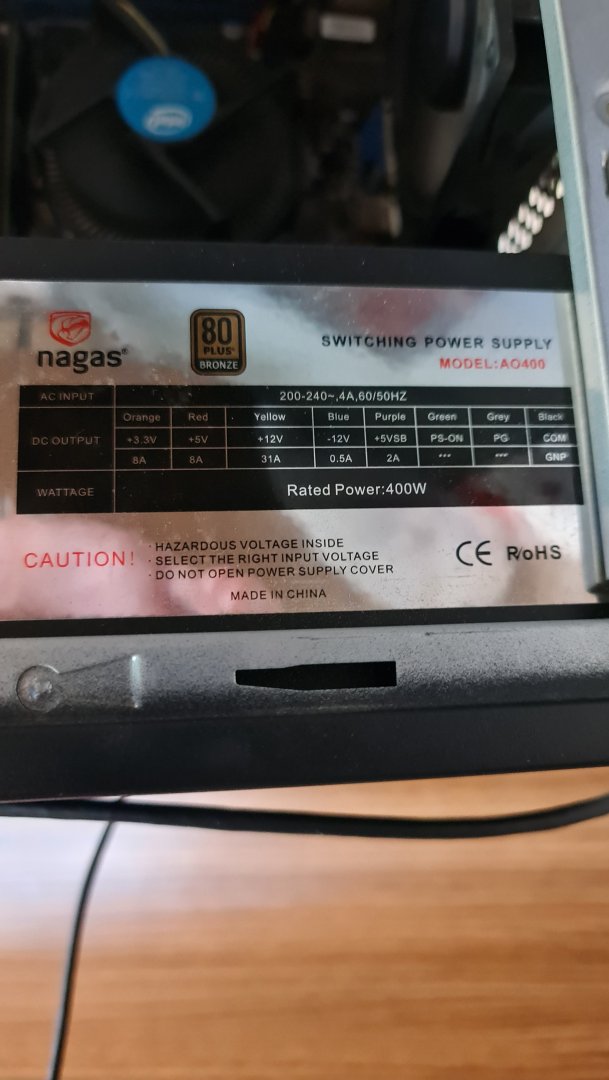 intel
nagas®
80
PLUS
BRONZE
SWITCHING POWER SUPPLY
MODEL:AO400
AC INPUT 200-240~,4A,60/50HZ
DC OUTPUT
Orange Red Yellow Blue Purple Green Grey Black
+3.3V +5V +12V -12V +5VSB PS-ON PG COM
8A 8A 31A 0.5A 2A *** *** GNP
WATTAGE Rated Power:400W
CAUTION!
· HAZARDOUS VOLTAGE INSIDE
· SELECT THE RIGHT INPUT VOLTAGE
· DO NOT OPEN POWER SUPPLY COVER
MADE IN CHINA
CE R/oHS